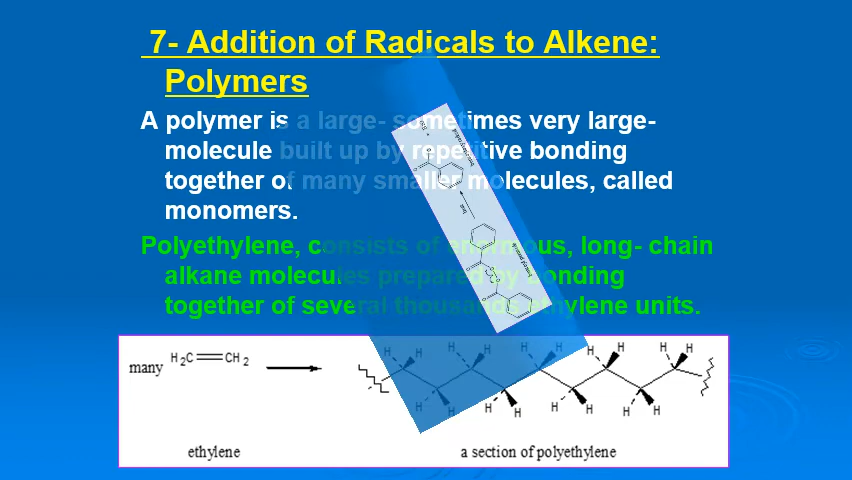 7- Addition of Radicals to Alkene:
Polymers
A polymer is a large- sometimes very large-
molecule built up by repetitive bonding
together of many smaller molecules, called
monomers.
Polyethylene, consists of enormous, long- chain
alkane molecules prepared by bonding
together of several thousands ethylene units.
many H2C CH2
H H H H H H H H H H
H H H H H H H H
ethylene a section of polyethylene